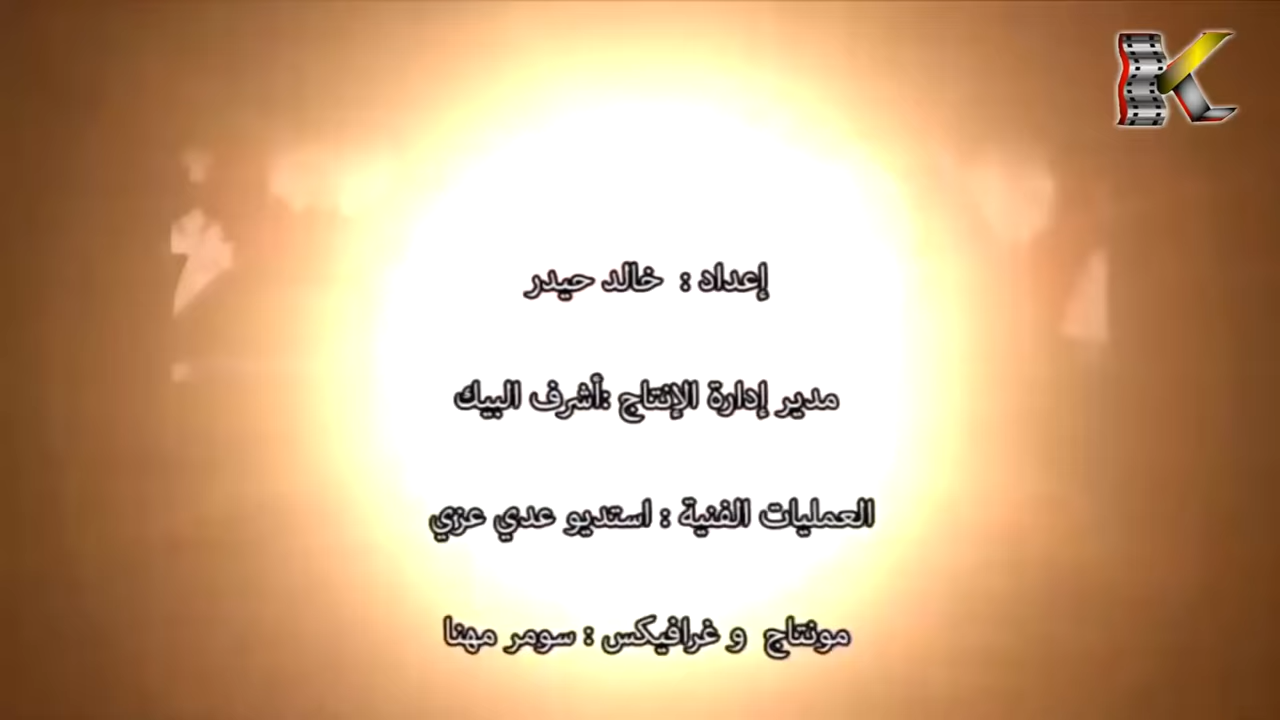 K
إعداد : خالد حيدر
مدير إدارة الإنتاج :أشرف البيك
العمليات الفنية : استديو عدي عزي
مونتاج و غرافيكس : سومر مهنا